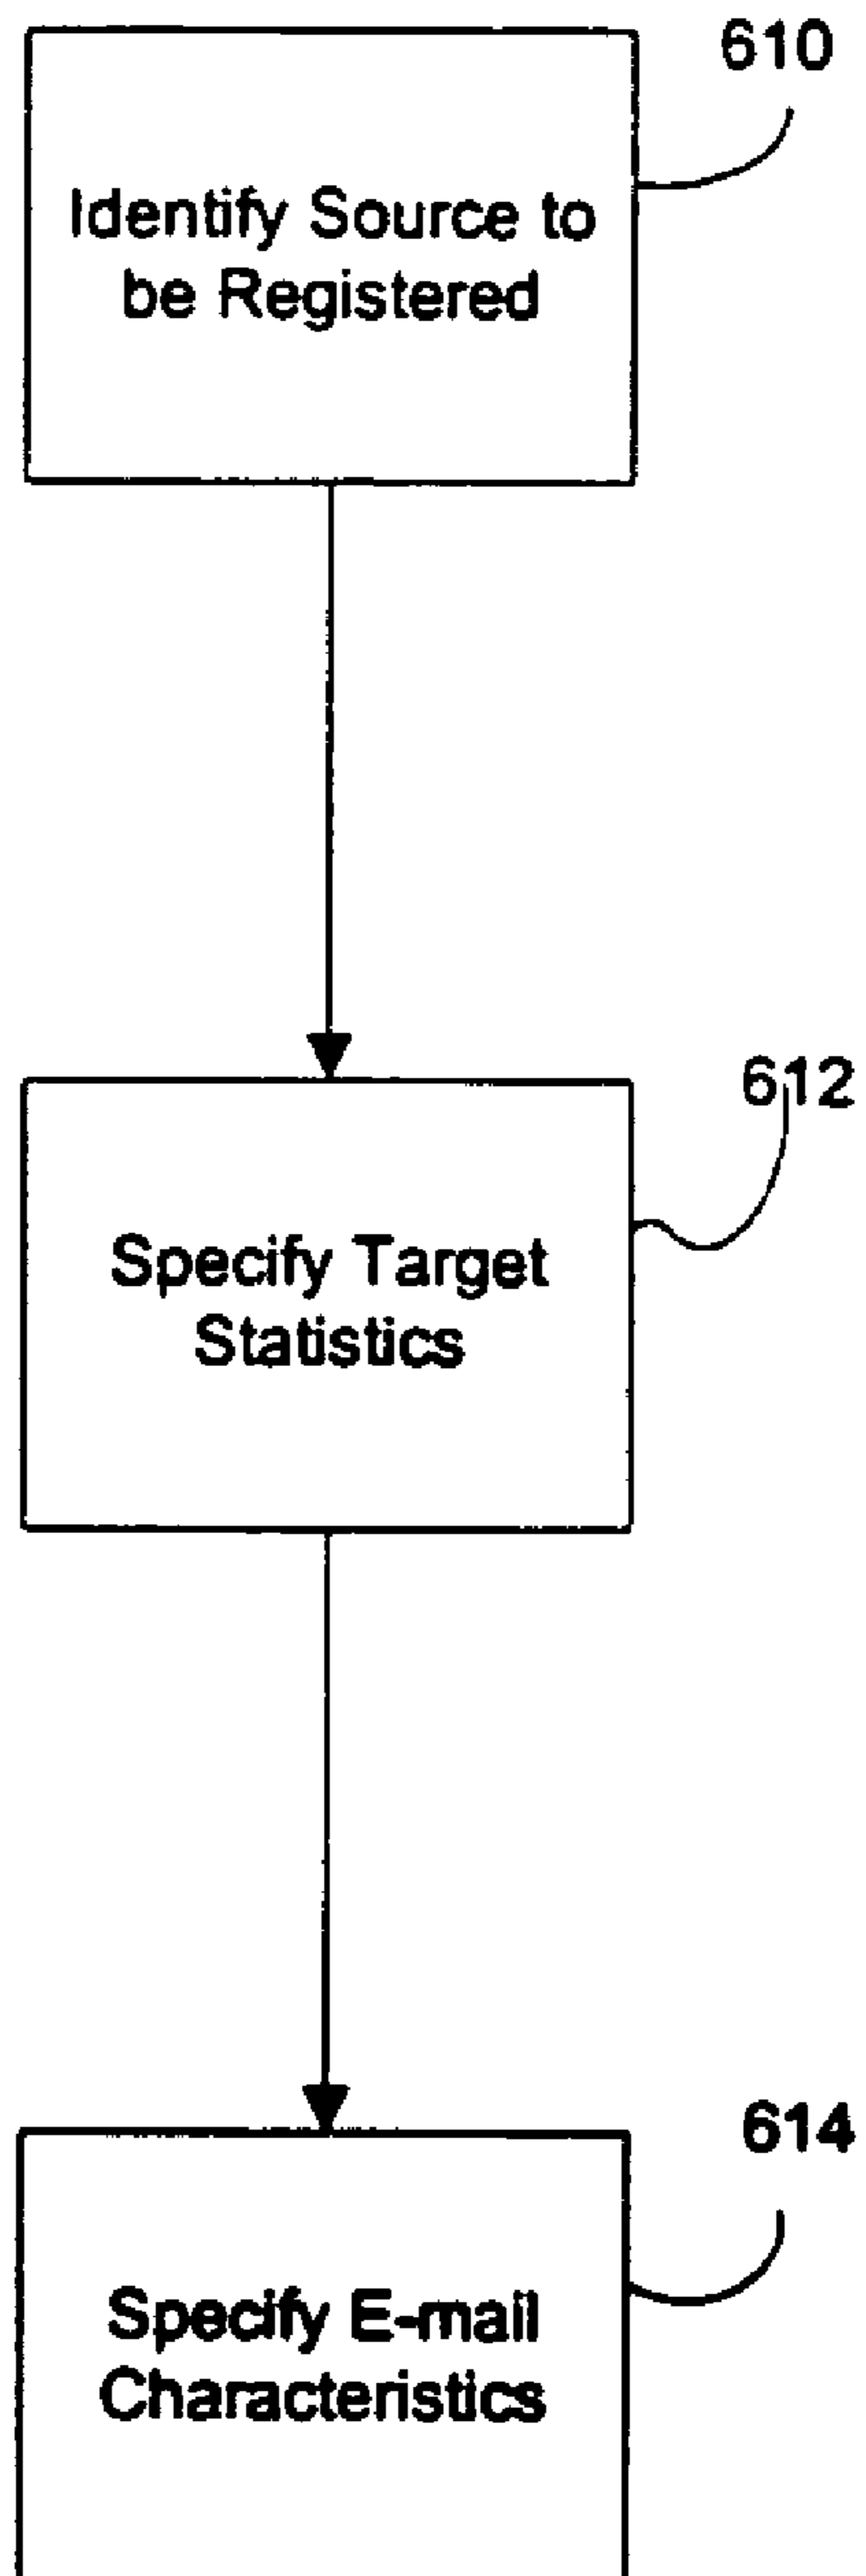 610
Identify Source to
be Registered
612
Specify Target
Statistics
614
Specify E-mail
Characteristics